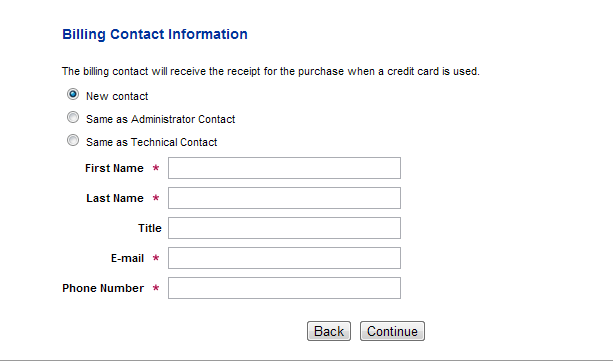 Billing Contact Information
The billing contact will receive the receipt for the purchase when a credit card is used.
New contact
Same as Administrator Contact
Same as Technical Contact
First Name *
Last Name *
Title
E-mail *
Phone Number *
Back Continue